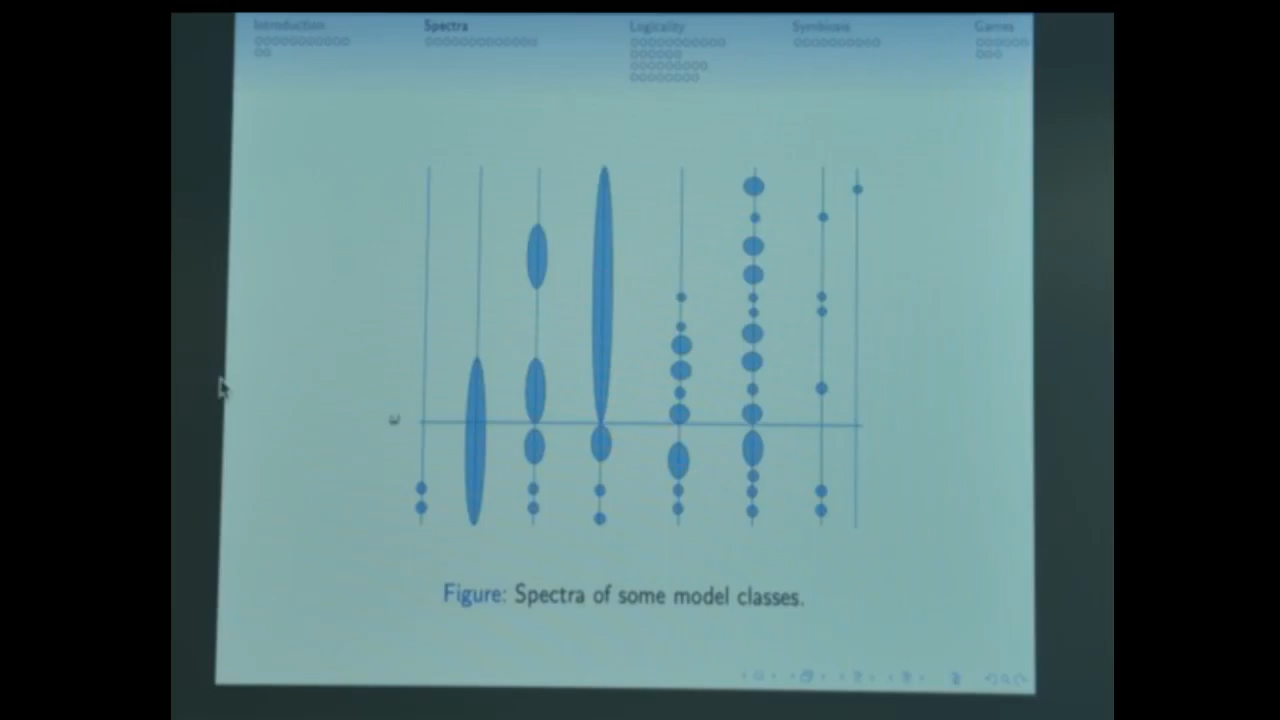 Introduction Spectra Logicality Symbiosis Games
Figure: Spectra of some model classes.